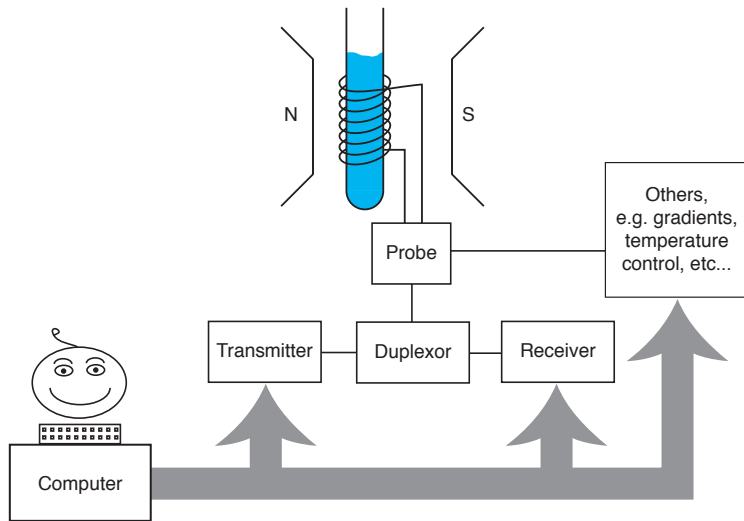 N
S
Others,
e.g. gradients,
temperature
control, etc...
Probe
Transmitter
Duplexor
Receiver
Computer